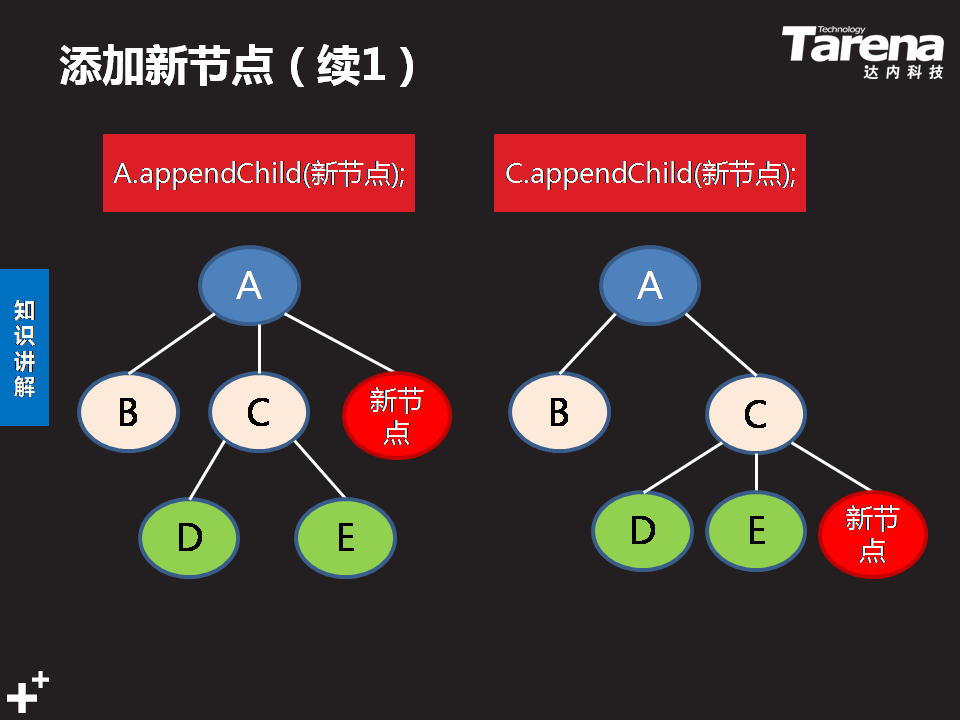 添加新节点（续1）
Technology
Tarena
达内科技
A.appendChild(新节点);
C.appendChild(新节点);
知
识
讲
解
A
B
C
新节
点
D
E
A
B
C
D
E
新节
点